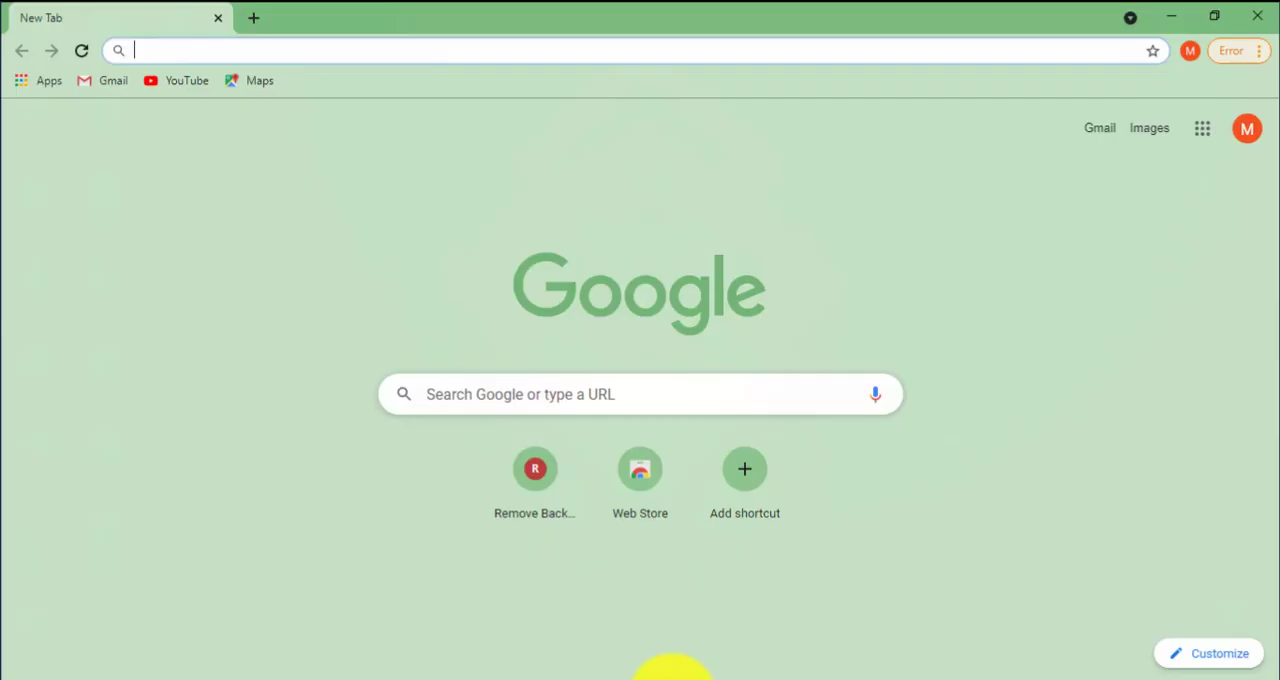 New Tab
M Error
Apps Gmail YouTube Maps
Gmail Images M
Google
Search Google or type a URL
R
Remove Back... Web Store Add shortcut
Customize